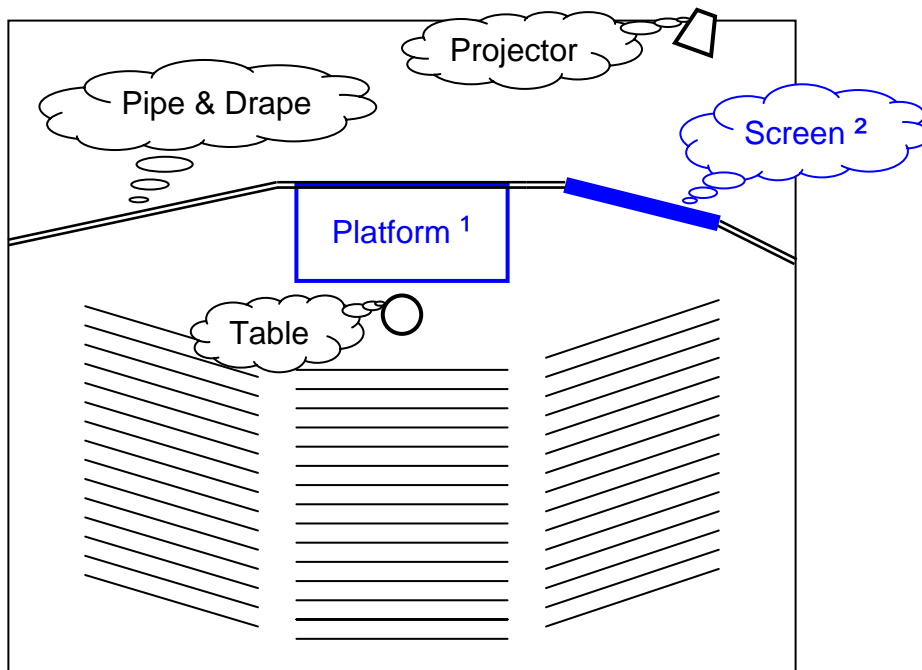 Projector
Pipe & Drape
Screen ²
Platform ¹
Table